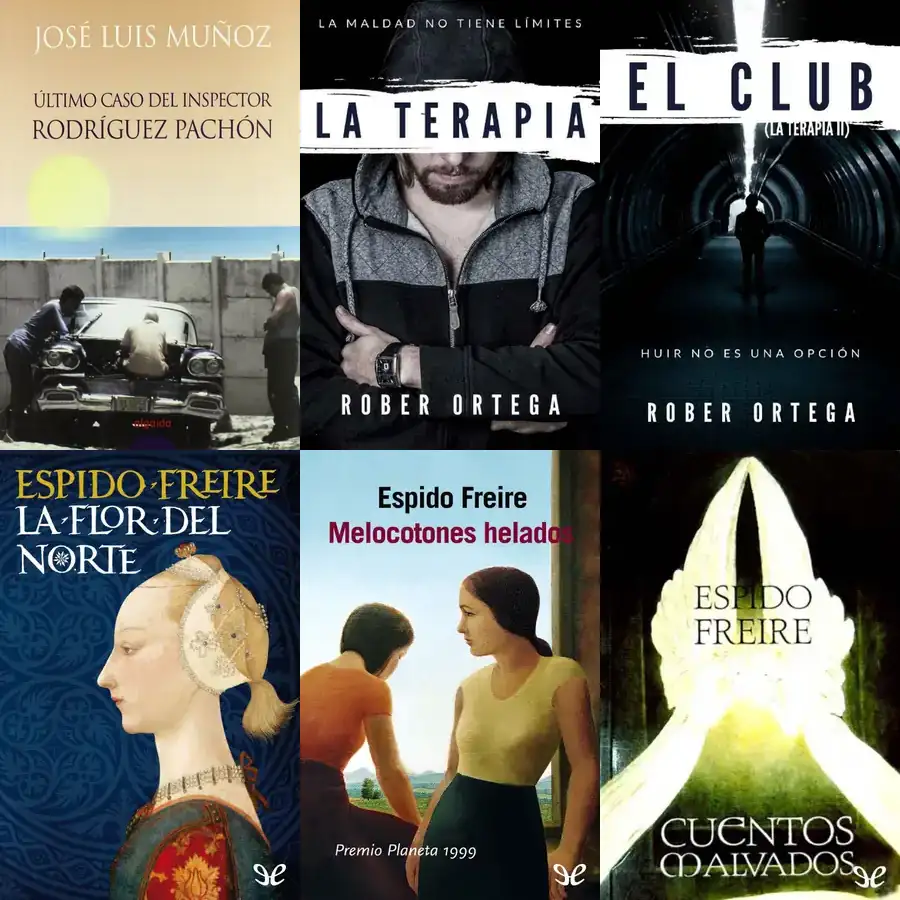 JOSÉ LUIS MUÑOZ
ÚLTIMO CASO DEL INSPECTOR
RODRÍGUEZ PACHÓN
algaida
LA MALDAD NO TIENE LÍMITES
LA TERAPIA
ROBER ORTEGA
EL CLUB
(LA TERAPIA II)
HUIR NO ES UNA OPCIÓN
ROBER ORTEGA
ESPIDO FREIRE
LA FLOR DEL
NORTE
Espido Freire
Melocotones helados
Premio Planeta 1999
ESPIDO
FREIRE
CUENTOS
MALVADOS